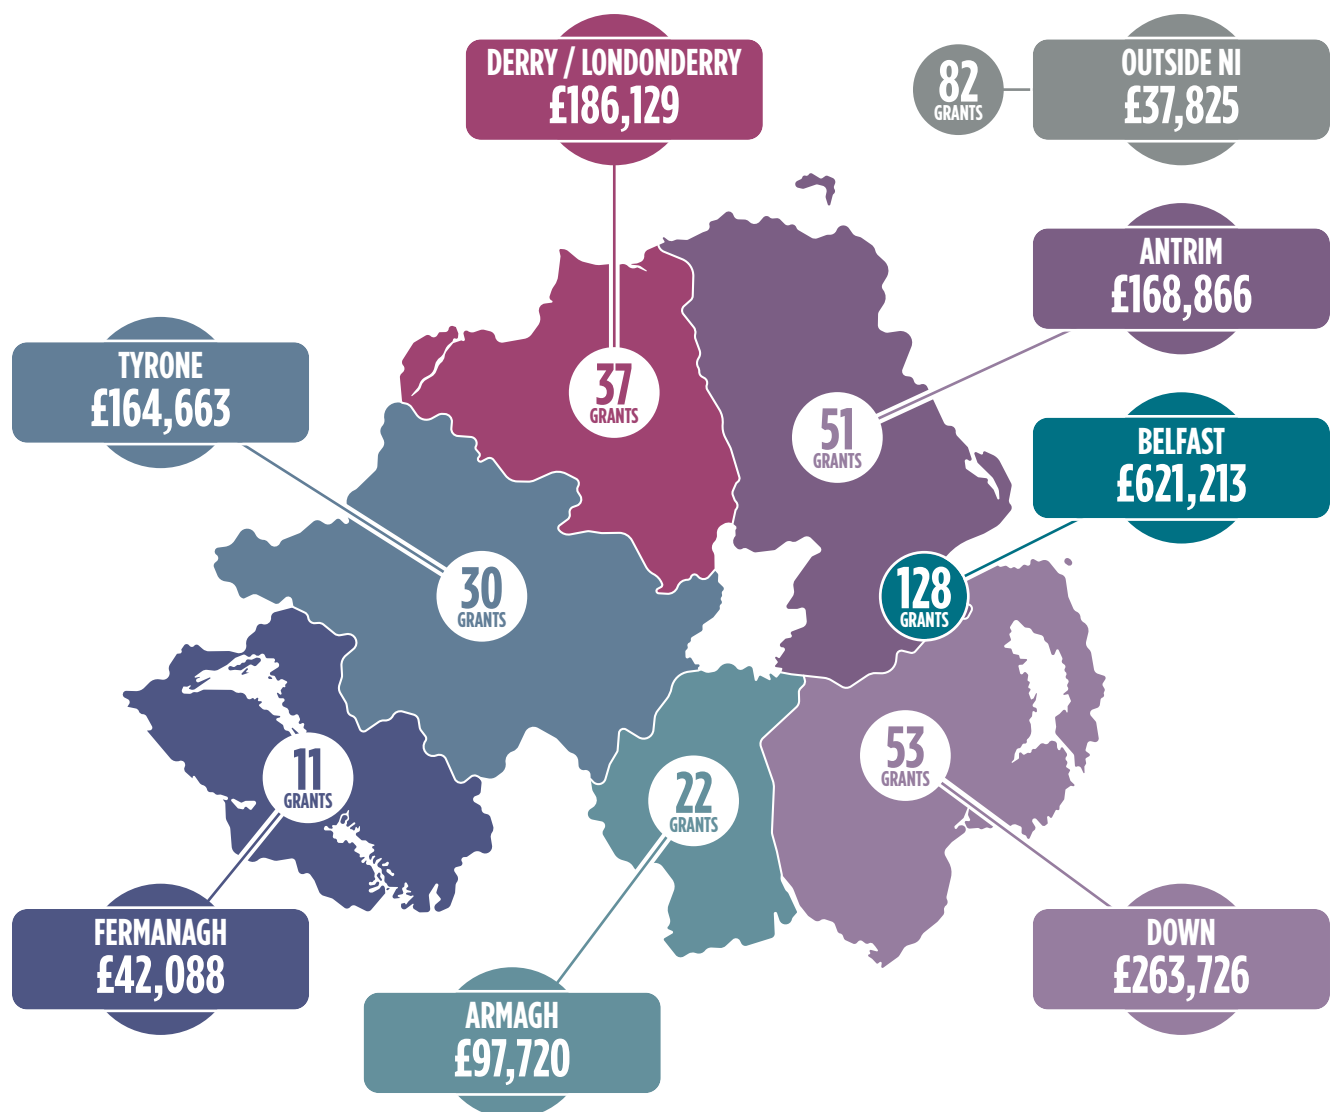 DERRY / LONDONDERRY
£186,129
82
GRANTS
OUTSIDE NI
£37,825
ANTRIM
£168,866
TYRONE
£164,663
37
GRANTS
51
GRANTS
BELFAST
£621,213
30
GRANTS
128
GRANTS
11
GRANTS
22
GRANTS
53
GRANTS
FERMANAGH
£42,088
DOWN
£263,726
ARMAGH
£97,720